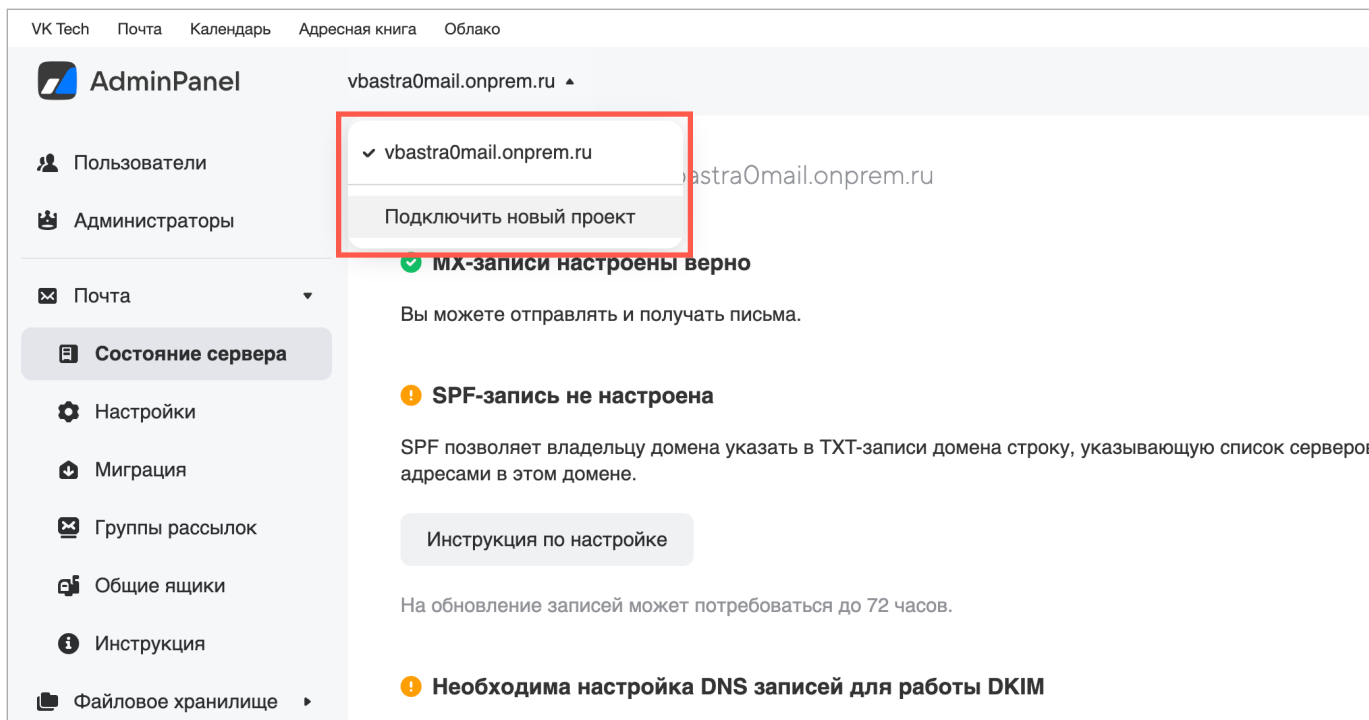 VK Tech Почта Календарь Адресная книга Облако
AdminPanel
vbastra0mail.onprem.ru
vbastra0mail.onprem.ru
Подключить новый проект
Пользователи
Администраторы
Почта
Состояние сервера
Настройки
Миграция
Группы рассылок
Общие ящики
Инструкция
Файловое хранилище
astra0mail.onprem.ru
MX-записи настроены верно
Вы можете отправлять и получать письма.
SPF-запись не настроена
SPF позволяет владельцу домена указать в TXT-записи домена строку, указывающую список серверов
адресами в этом домене.
Инструкция по настройке
На обновление записей может потребоваться до 72 часов.
Необходима настройка DNS записей для работы DKIM